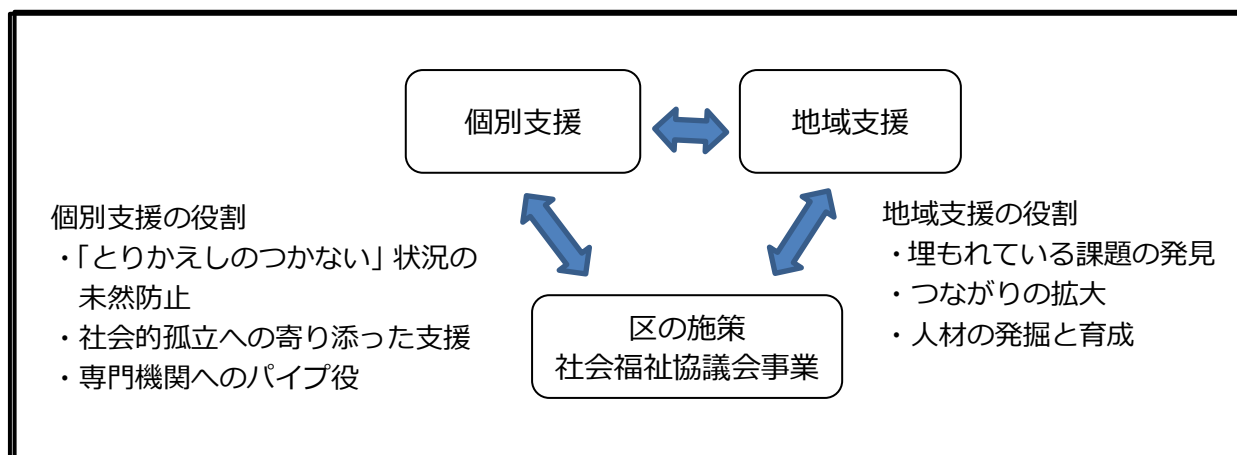 個別支援
地域支援
個別支援の役割
・「とりかえしのつかない」状況の
未然防止
・社会的孤立への寄り添った支援
・専門機関へのパイプ役
地域支援の役割
・埋もれている課題の発見
・つながりの拡大
・人材の発掘と育成
区の施策
社会福祉協議会事業